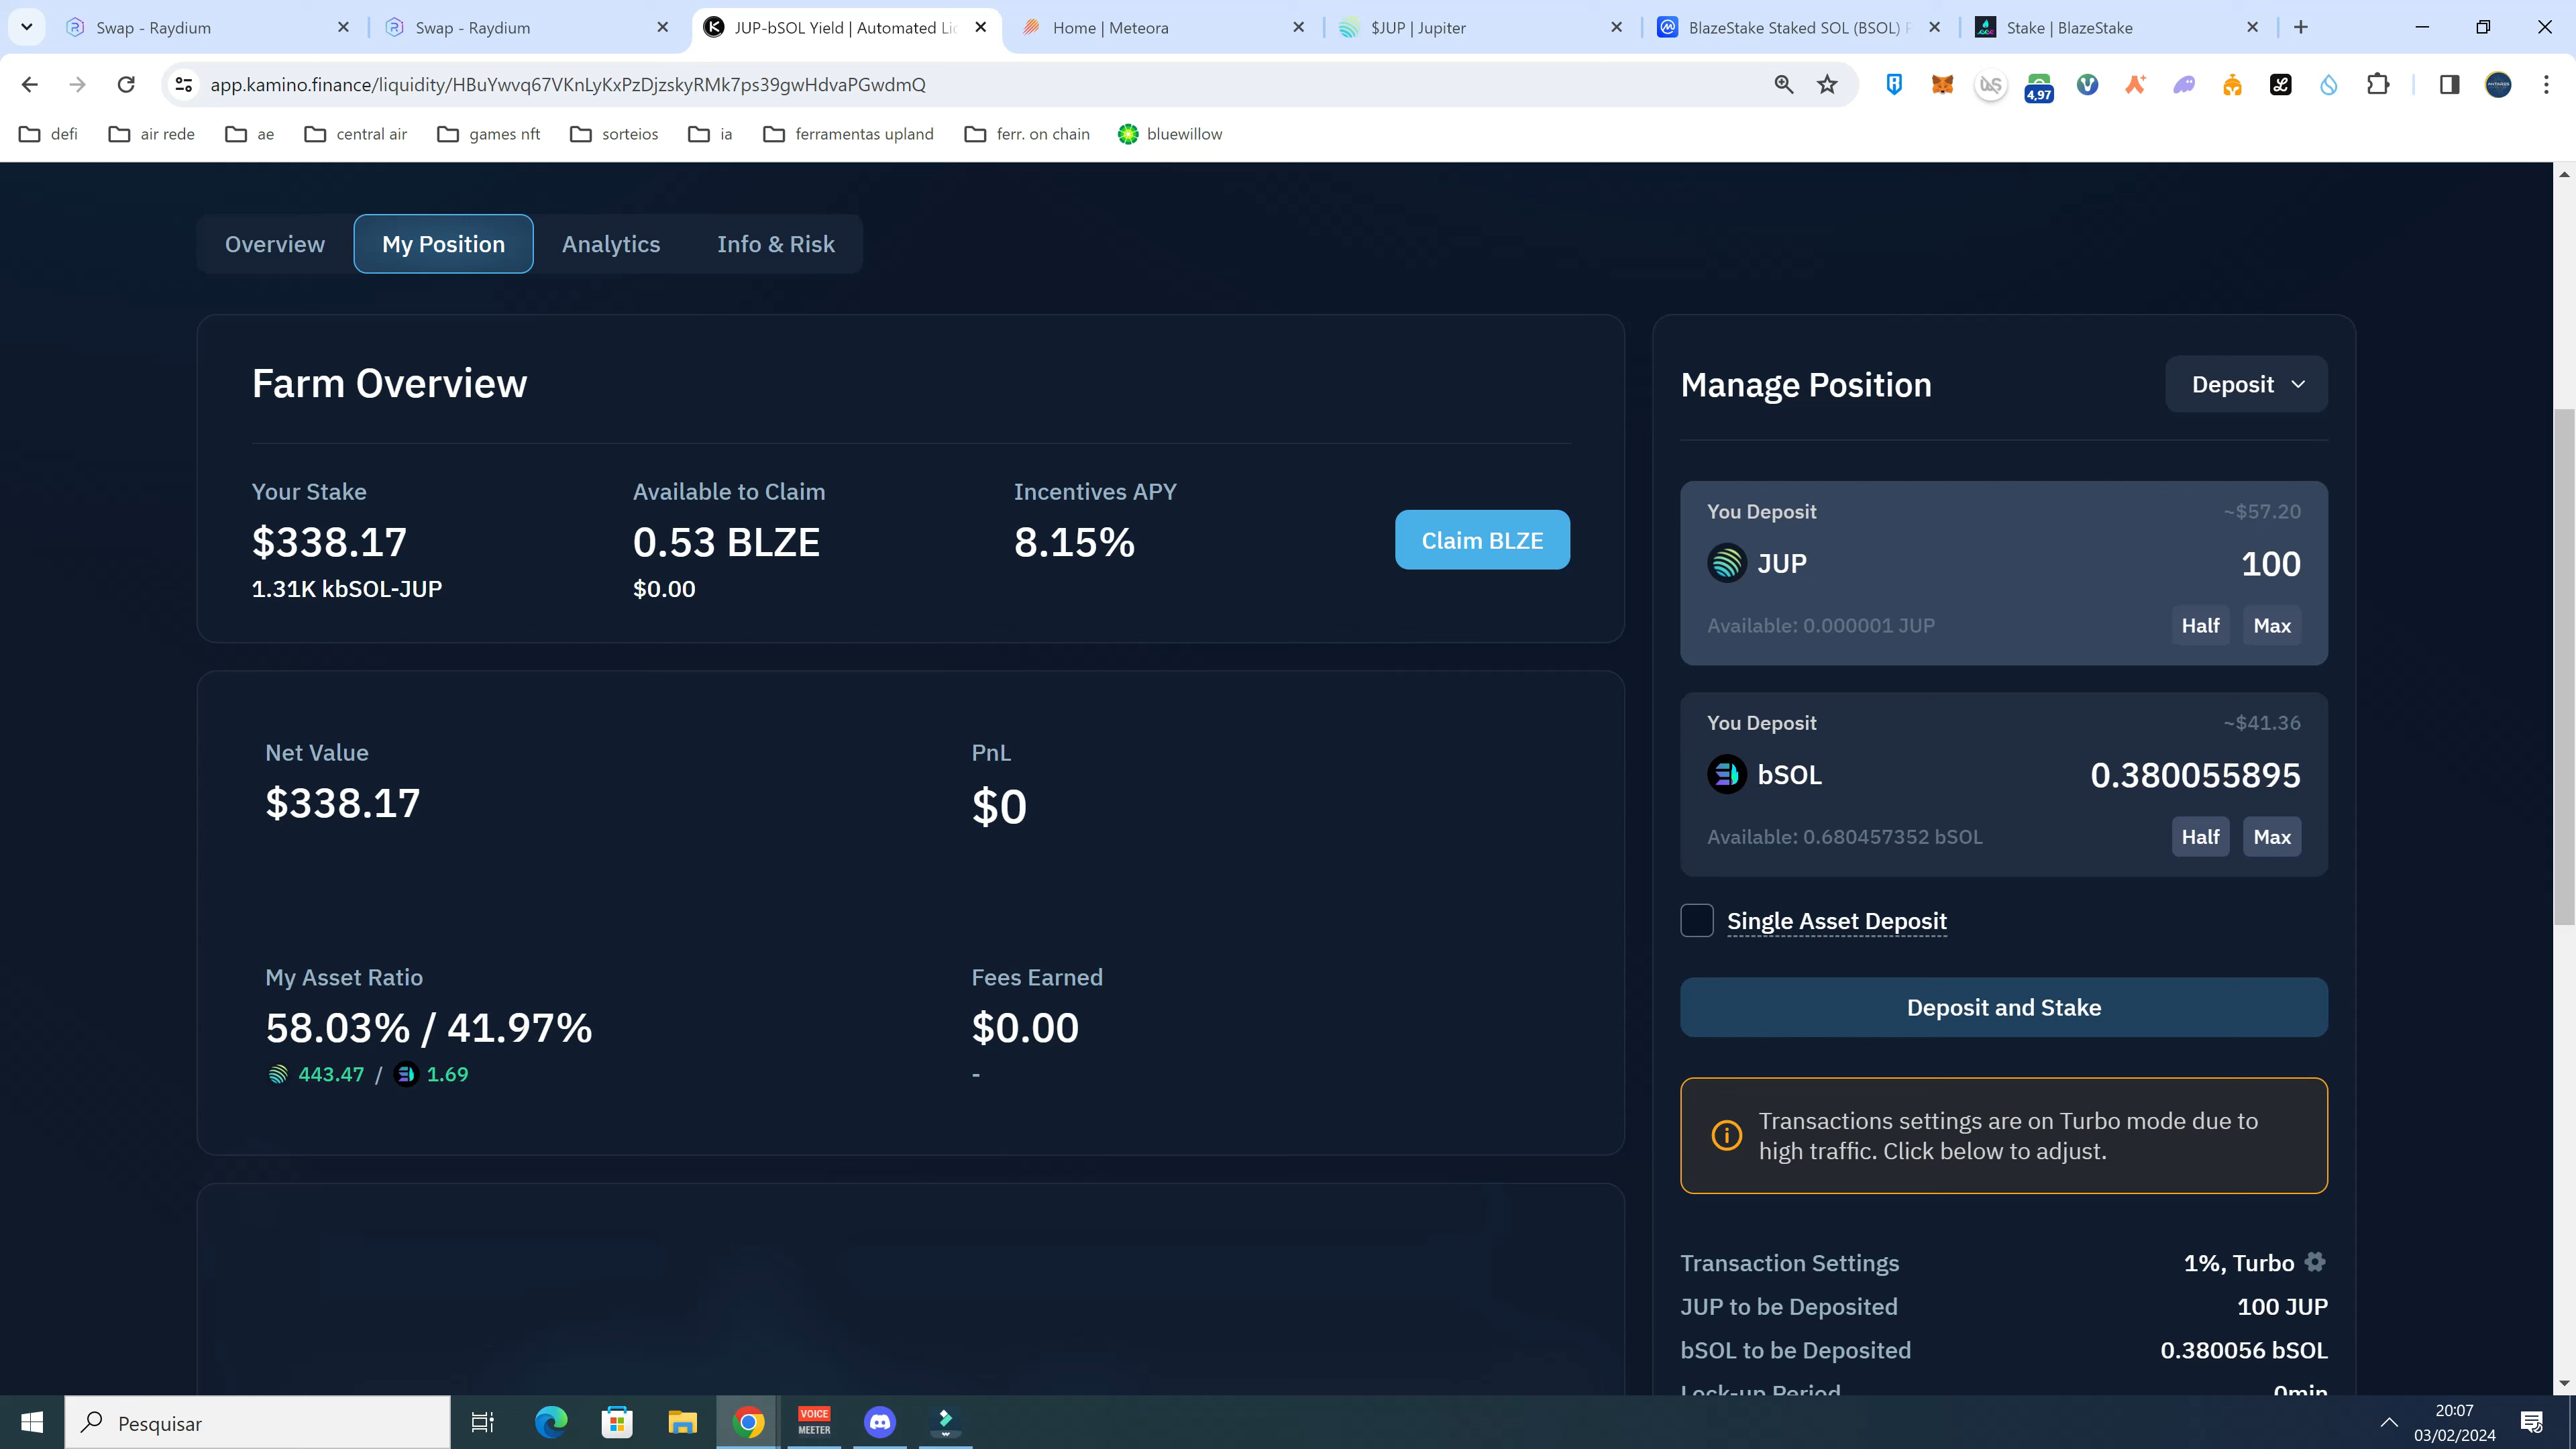 Swap - Raydium
Swap - Raydium
JUP-bSOL Yield | Automated Lic
Home | Meteora
$JUP | Jupiter
BlazeStake Staked SOL (BSOL) P
Stake | BlazeStake
app.kamino.finance/liquidity/HBuYwvq67VKnLyKxPzDjzskyRMk7ps39gwHdvaPGwdmQ
4,97
defi
air rede
ae
central air
games nft
sorteios
ia
ferramentas upland
ferr. on chain
bluewillow
Overview
My Position
Analytics
Info & Risk
Farm Overview
Your Stake
$338.17
1.31K kbSOL-JUP
Available to Claim
0.53 BLZE
$0.00
Incentives APY
8.15%
Claim BLZE
Net Value
$338.17
PnL
$0
My Asset Ratio
58.03% / 41.97%
443.47 / 1.69
Fees Earned
$0.00
-
Manage Position
Deposit
You Deposit
~$57.20
JUP
100
Available: 0.000001 JUP
Half
Max
You Deposit
~$41.36
bSOL
0.380055895
Available: 0.680457352 bSOL
Half
Max
Single Asset Deposit
Deposit and Stake
Transactions settings are on Turbo mode due to
high traffic. Click below to adjust.
Transaction Settings
1%, Turbo
JUP to be Deposited
100 JUP
bSOL to be Deposited
0.380056 bSOL
Lock-up Period
0min
Pesquisar
VOICE
MEETER
20:07
03/02/2024